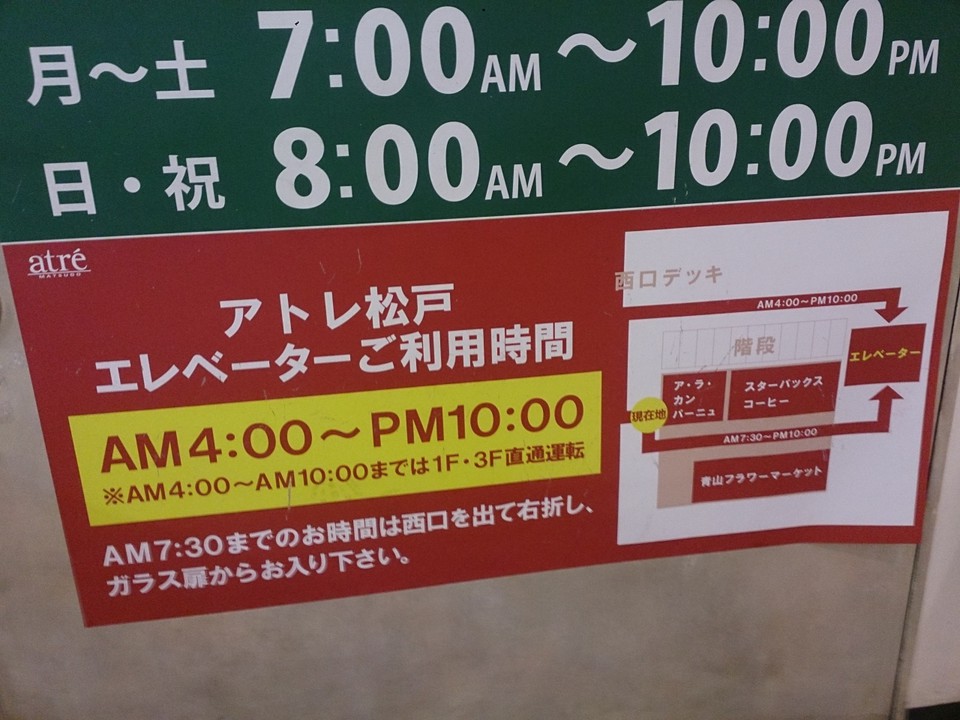 月～土 7:00AM～10:00PM
日・祝 8:00AM～10:00PM
atré
MATSUDO
アトレ松戸
エレベーターご利用時間
AM4:00～PM10:00
※AM4:00～AM10:00までは1F・3F直通運転
AM7:30までのお時間は西口を出て右折し、
ガラス扉からお入り下さい。
西口デッキ
AM4:00～PM10:00
階段
エレベーター
ア・ラ・
カン
パーニュ
スターバックス
コーヒー
現在地
AM7:30～PM10:00
青山フラワーマーケット